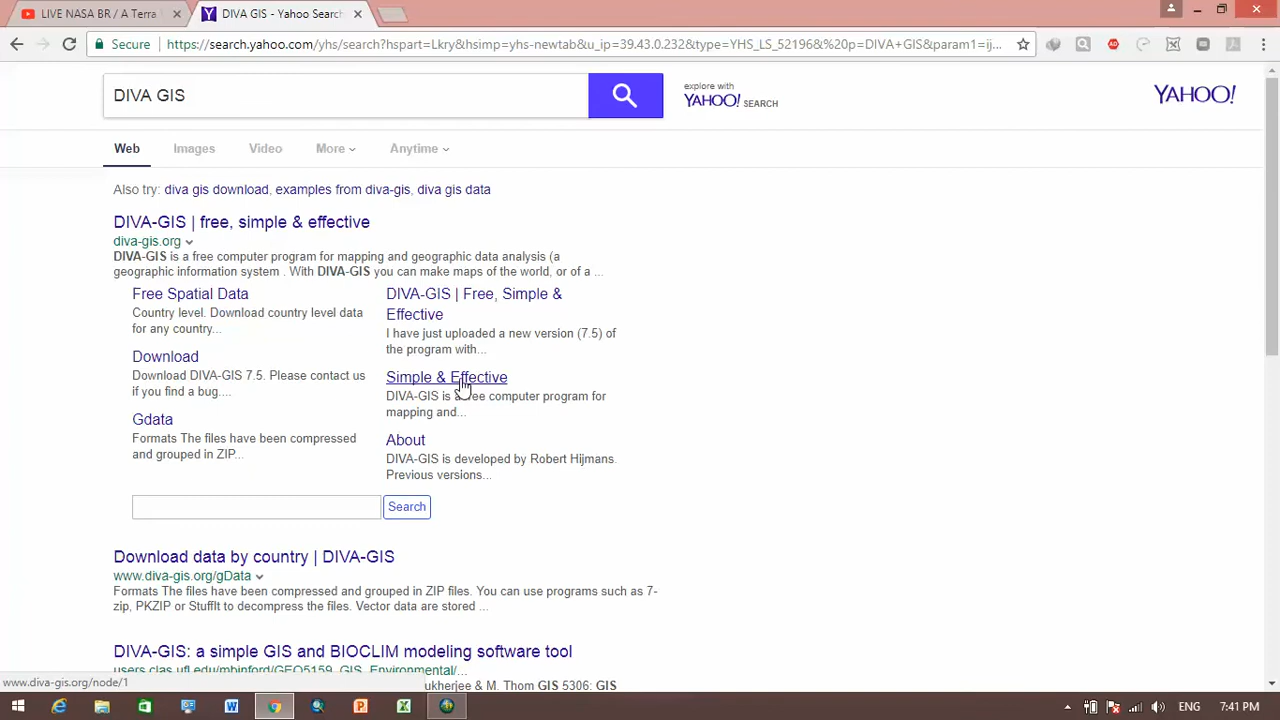 LIVE NASA BR / A Terra
DIVA GIS - Yahoo Search
Secure
https://search.yahoo.com/yhs/search?hspart=Lkry&hsimp=yhs-newtab&u_ip=39.43.0.232&type=YHS_LS_52196&%20p=DIVA+GIS&param1=ij...
DIVA GIS
explore with
YAHOO! SEARCH
YAHOO!
Web Images Video More Anytime
Also try: diva gis download, examples from diva-gis, diva gis data
DIVA-GIS | free, simple & effective
diva-gis.org
DIVA-GIS is a free computer program for mapping and geographic data analysis (a
geographic information system . With DIVA-GIS you can make maps of the world, or of a ...
Free Spatial Data
Country level. Download country level data
for any country...
Download
Download DIVA-GIS 7.5. Please contact us
if you find a bug....
Gdata
Formats The files have been compressed
and grouped in ZIP...
DIVA-GIS | Free, Simple &
Effective
I have just uploaded a new version (7.5) of
the program with...
Simple & Effective
DIVA-GIS is a free computer program for
mapping and...
About
DIVA-GIS is developed by Robert Hijmans.
Previous versions...
Search
Download data by country | DIVA-GIS
www.diva-gis.org/gData
Formats The files have been compressed and grouped in ZIP files. You can use programs such as 7-
zip, PKZIP or StuffIt to decompress the files. Vector data are stored ...
DIVA-GIS: a simple GIS and BIOCLIM modeling software tool
users.clas.ufl.edu/mbinford/GEO5159_GIS_Environmental/...
ukherjee & M. Thom GIS 5306: GIS
www.diva-gis.org/node/1
ENG
7:41 PM